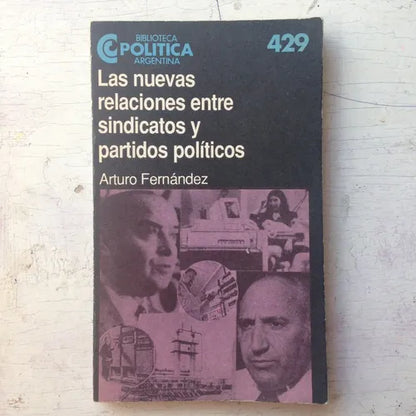 BIBLIOTECA
POLITICA
ARGENTINA
429
Las nuevas
relaciones entre
sindicatos y
partidos políticos
Arturo Fernández